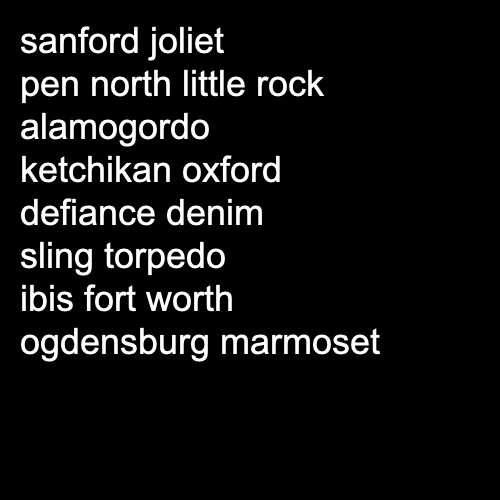 sanford joliet
pen north little rock
alamogordo
ketchikan oxford
defiance denim
sling torpedo
ibis fort worth
ogdensburg marmoset